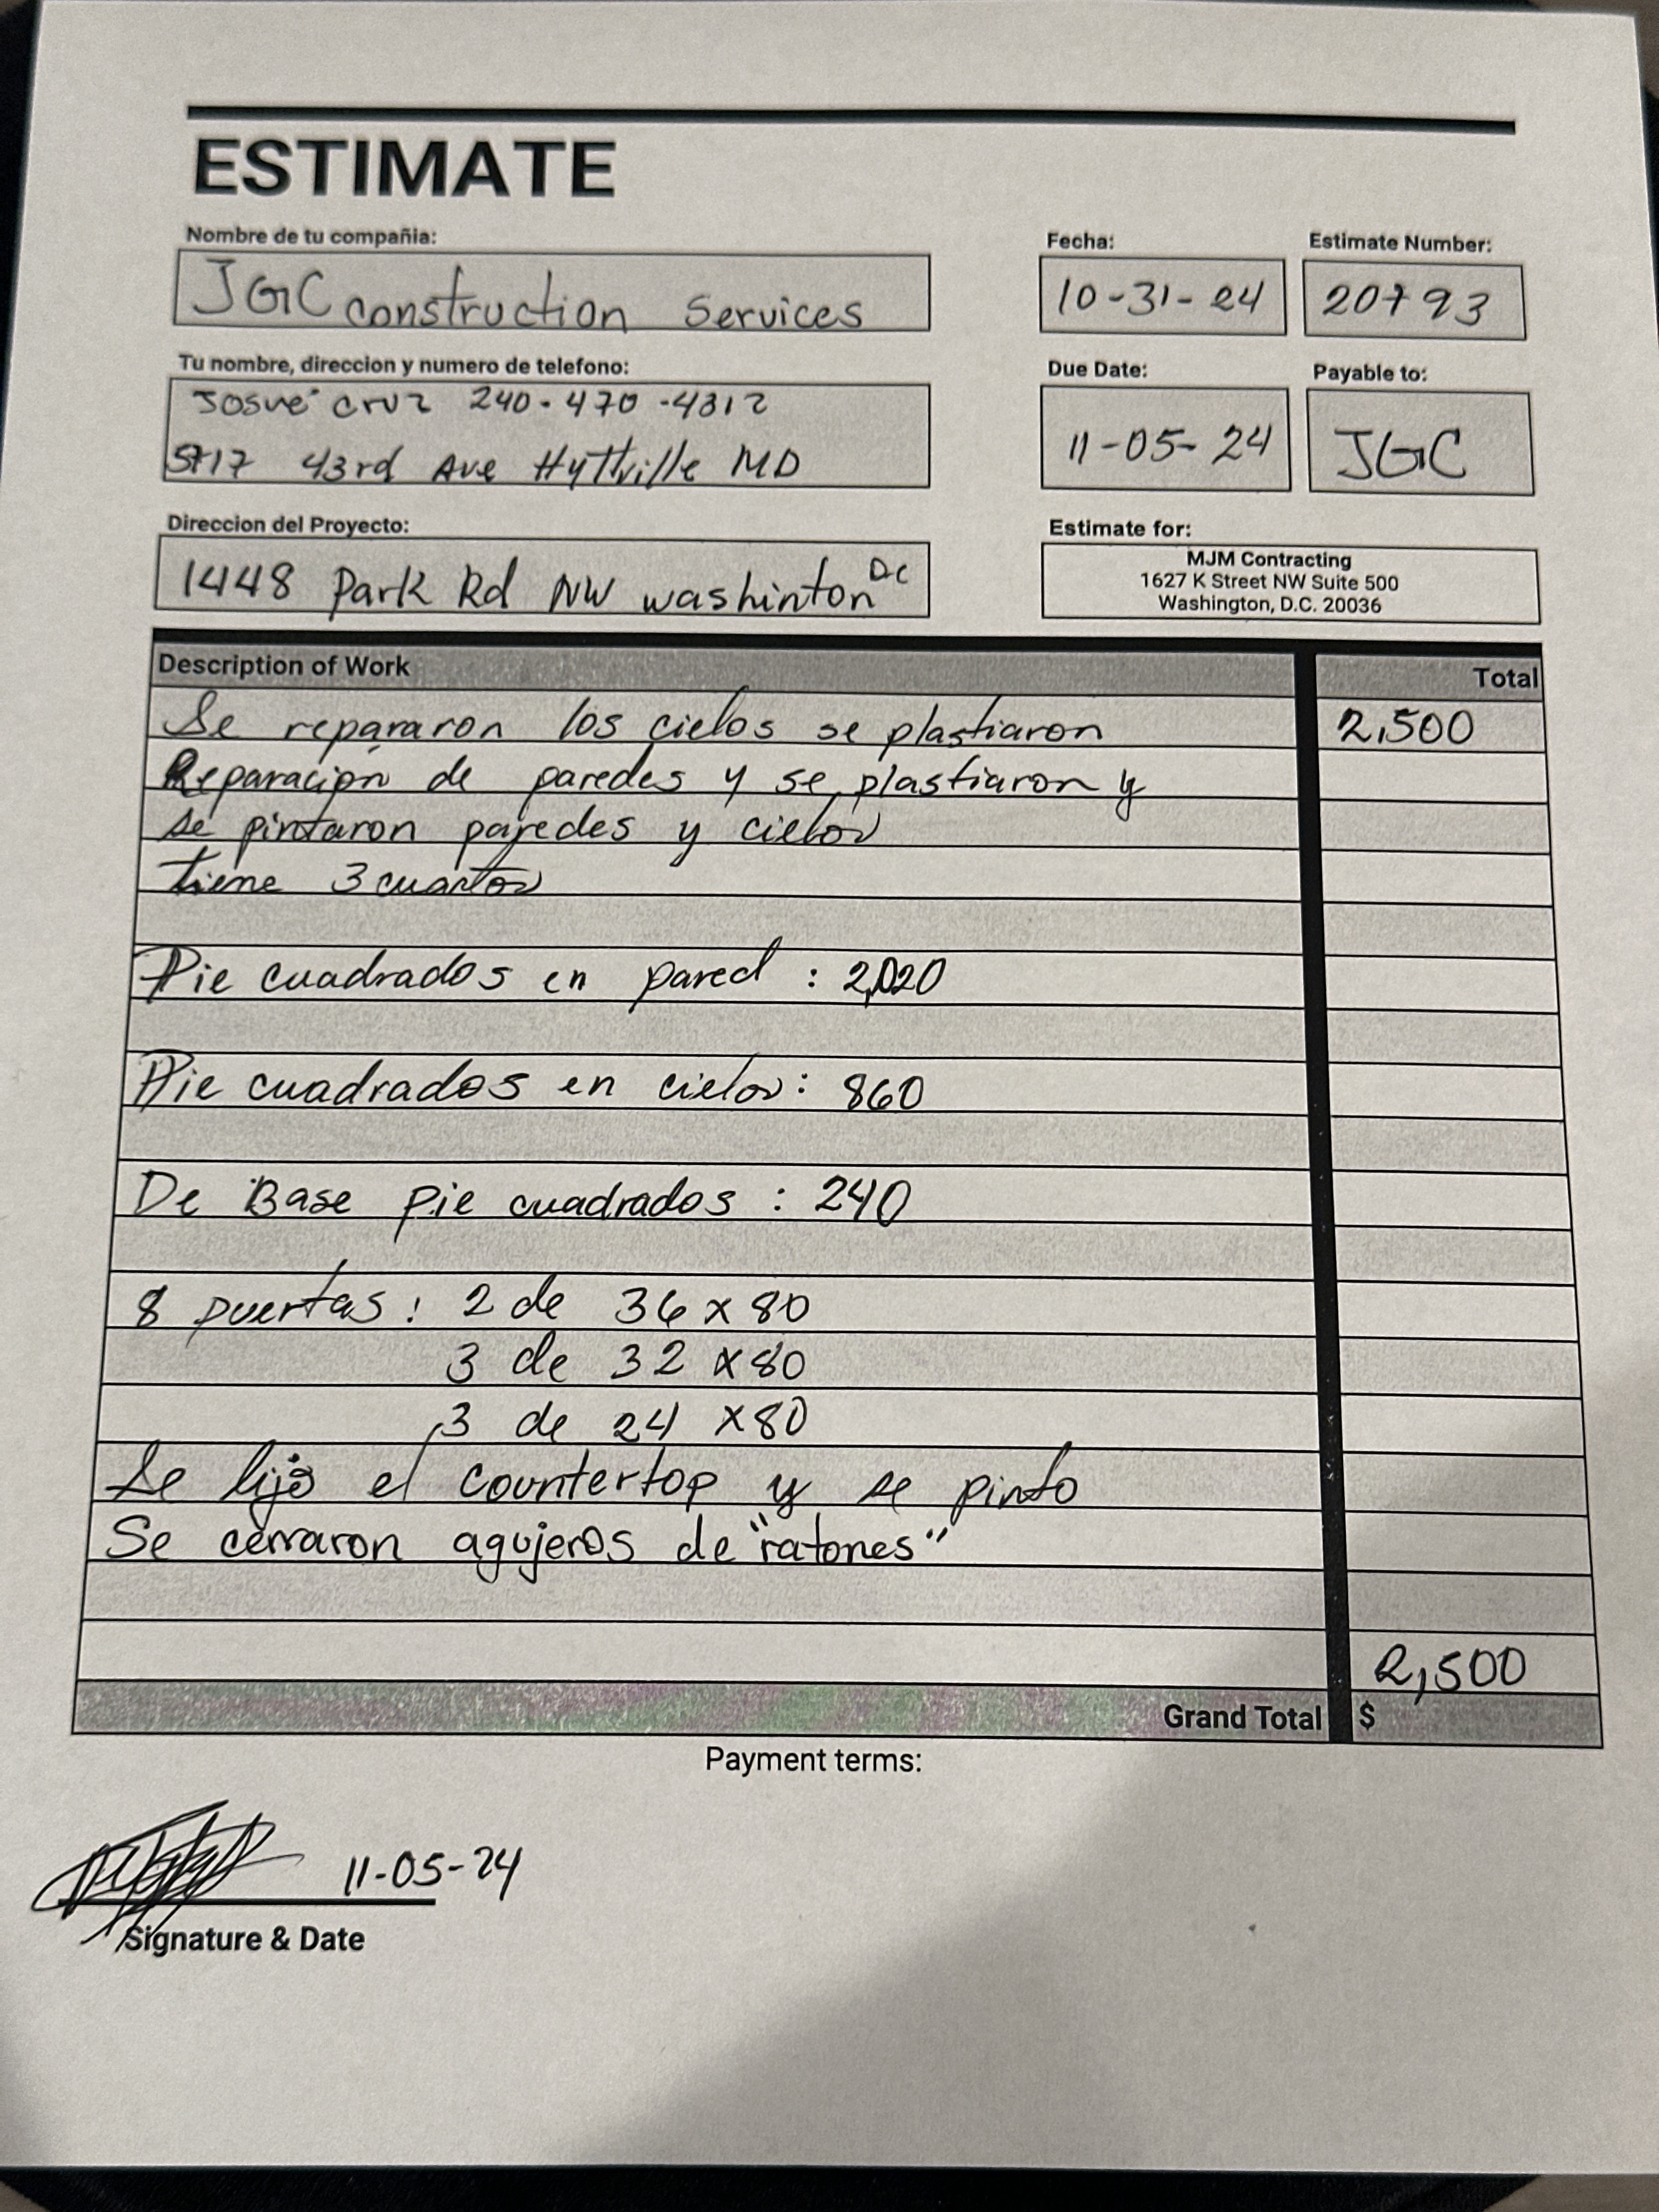 ESTIMATE
Nombre de tu compañia:
Fecha:
Estimate Number:
JGC construction Services
10-31-24
20793
Tu nombre, direccion y numero de telefono:
Due Date:
Payable to:
Josué cruz 240-470-4312
5717 43rd Ave Hyttville MD
11-05-24
JGC
Direccion del Proyecto:
Estimate for:
1448 Park Rd NW washinton DC
MJM Contracting
1627 K Street NW Suite 500
Washington, D.C. 20036
Description of Work
Total
Se repararon los cielos se plastiaron
2,500
Reparacion de paredes y se plastiaron y
se pintaron paredes y cielos
tiene 3 cuartos
Pie cuadrados en pared : 2,020
Pie cuadrados en cielos: 860
De Base pie cuadrados : 240
8 puertas: 2 de 36 x 80
3 de 32 x 80
3 de 24 x 80
Se lijo el countertop y se pinto
Se cerraron agujeros de "ratones"
2,500
Grand Total $
Payment terms:
11-05-24
Signature & Date